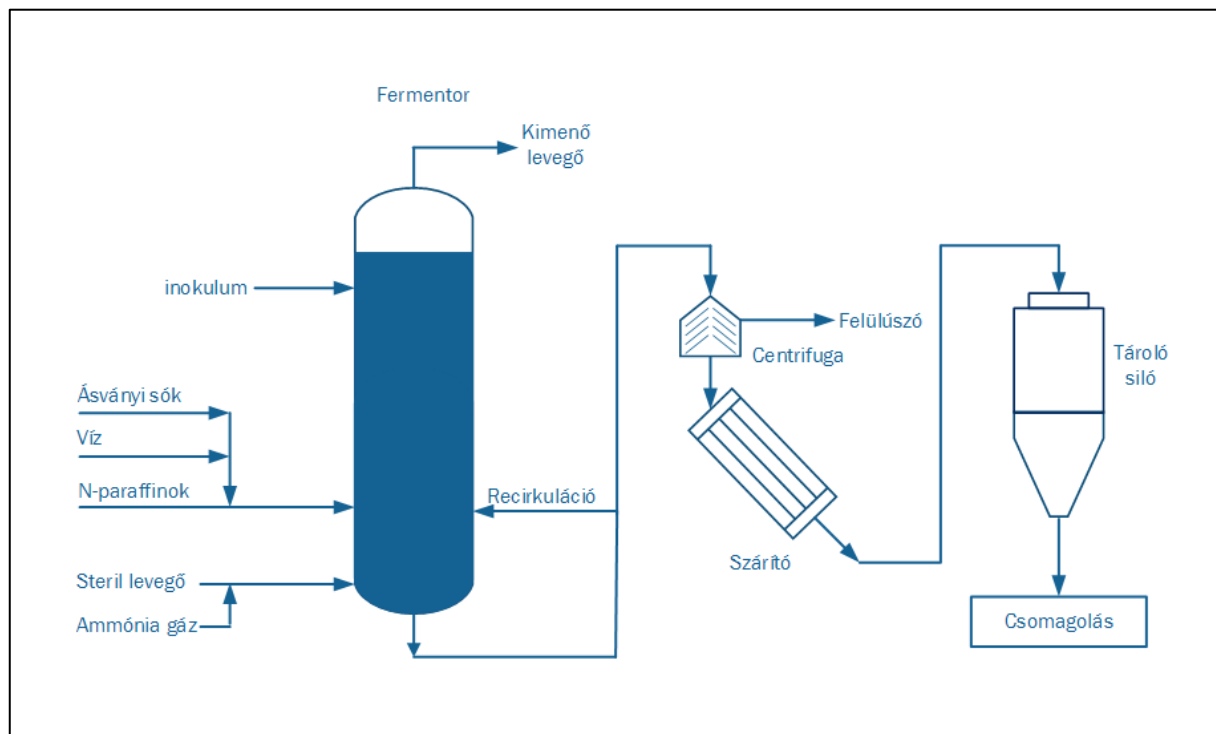 Fermentor
Kimenő
levegő
inokulum
Ásványi sók
Víz
N-paraffinok
Steril levegő
Ammónia gáz
Recirkuláció
Felülúszó
Centrifuga
Szárító
Tároló
siló
Csomagolás